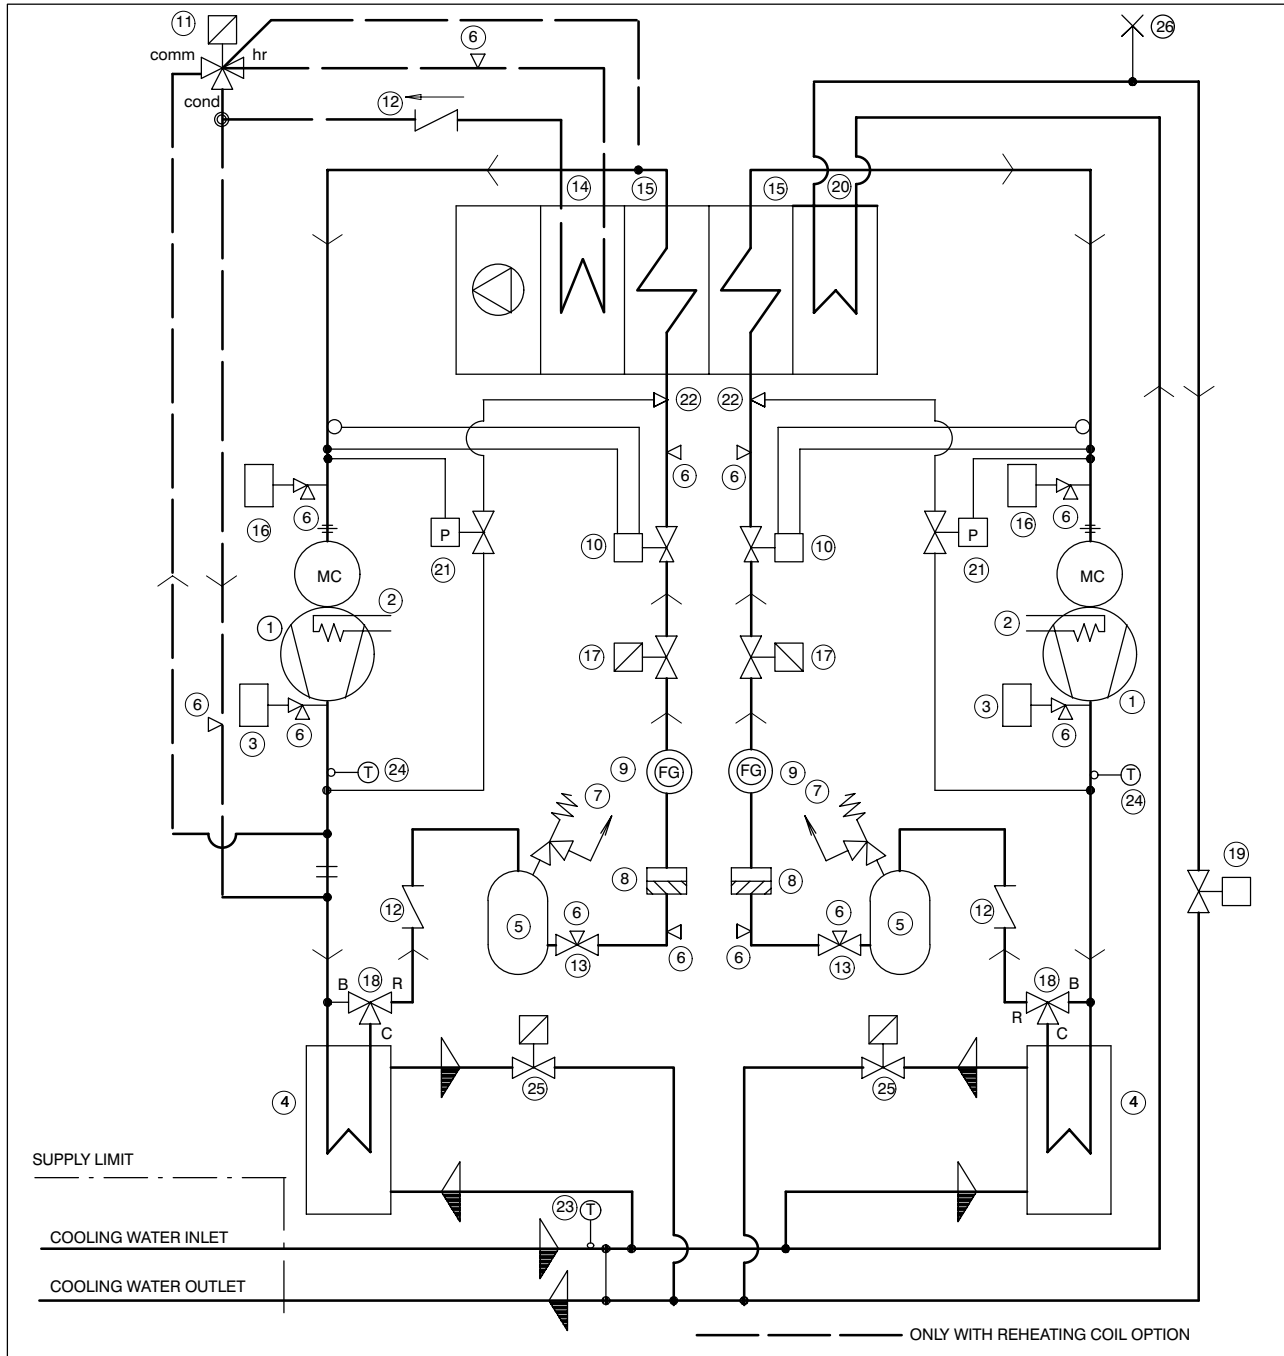 11
6
26
comm
hr
cond
12
14
15
15
20
22
22
6
6
16
6
16
6
P
21
10
10
P
21
MC
MC
2
1
2
17
17
6
3
6
3
6
1
T
24
9
FG
FG
9
T
24
7
7
19
8
8
12
5
6
6
5
12
13
6
6
13
B
18
R
18
B
R
C
C
25
25
4
4
SUPPLY LIMIT
23
T
COOLING WATER INLET
COOLING WATER OUTLET
ONLY WITH REHEATING COIL OPTION